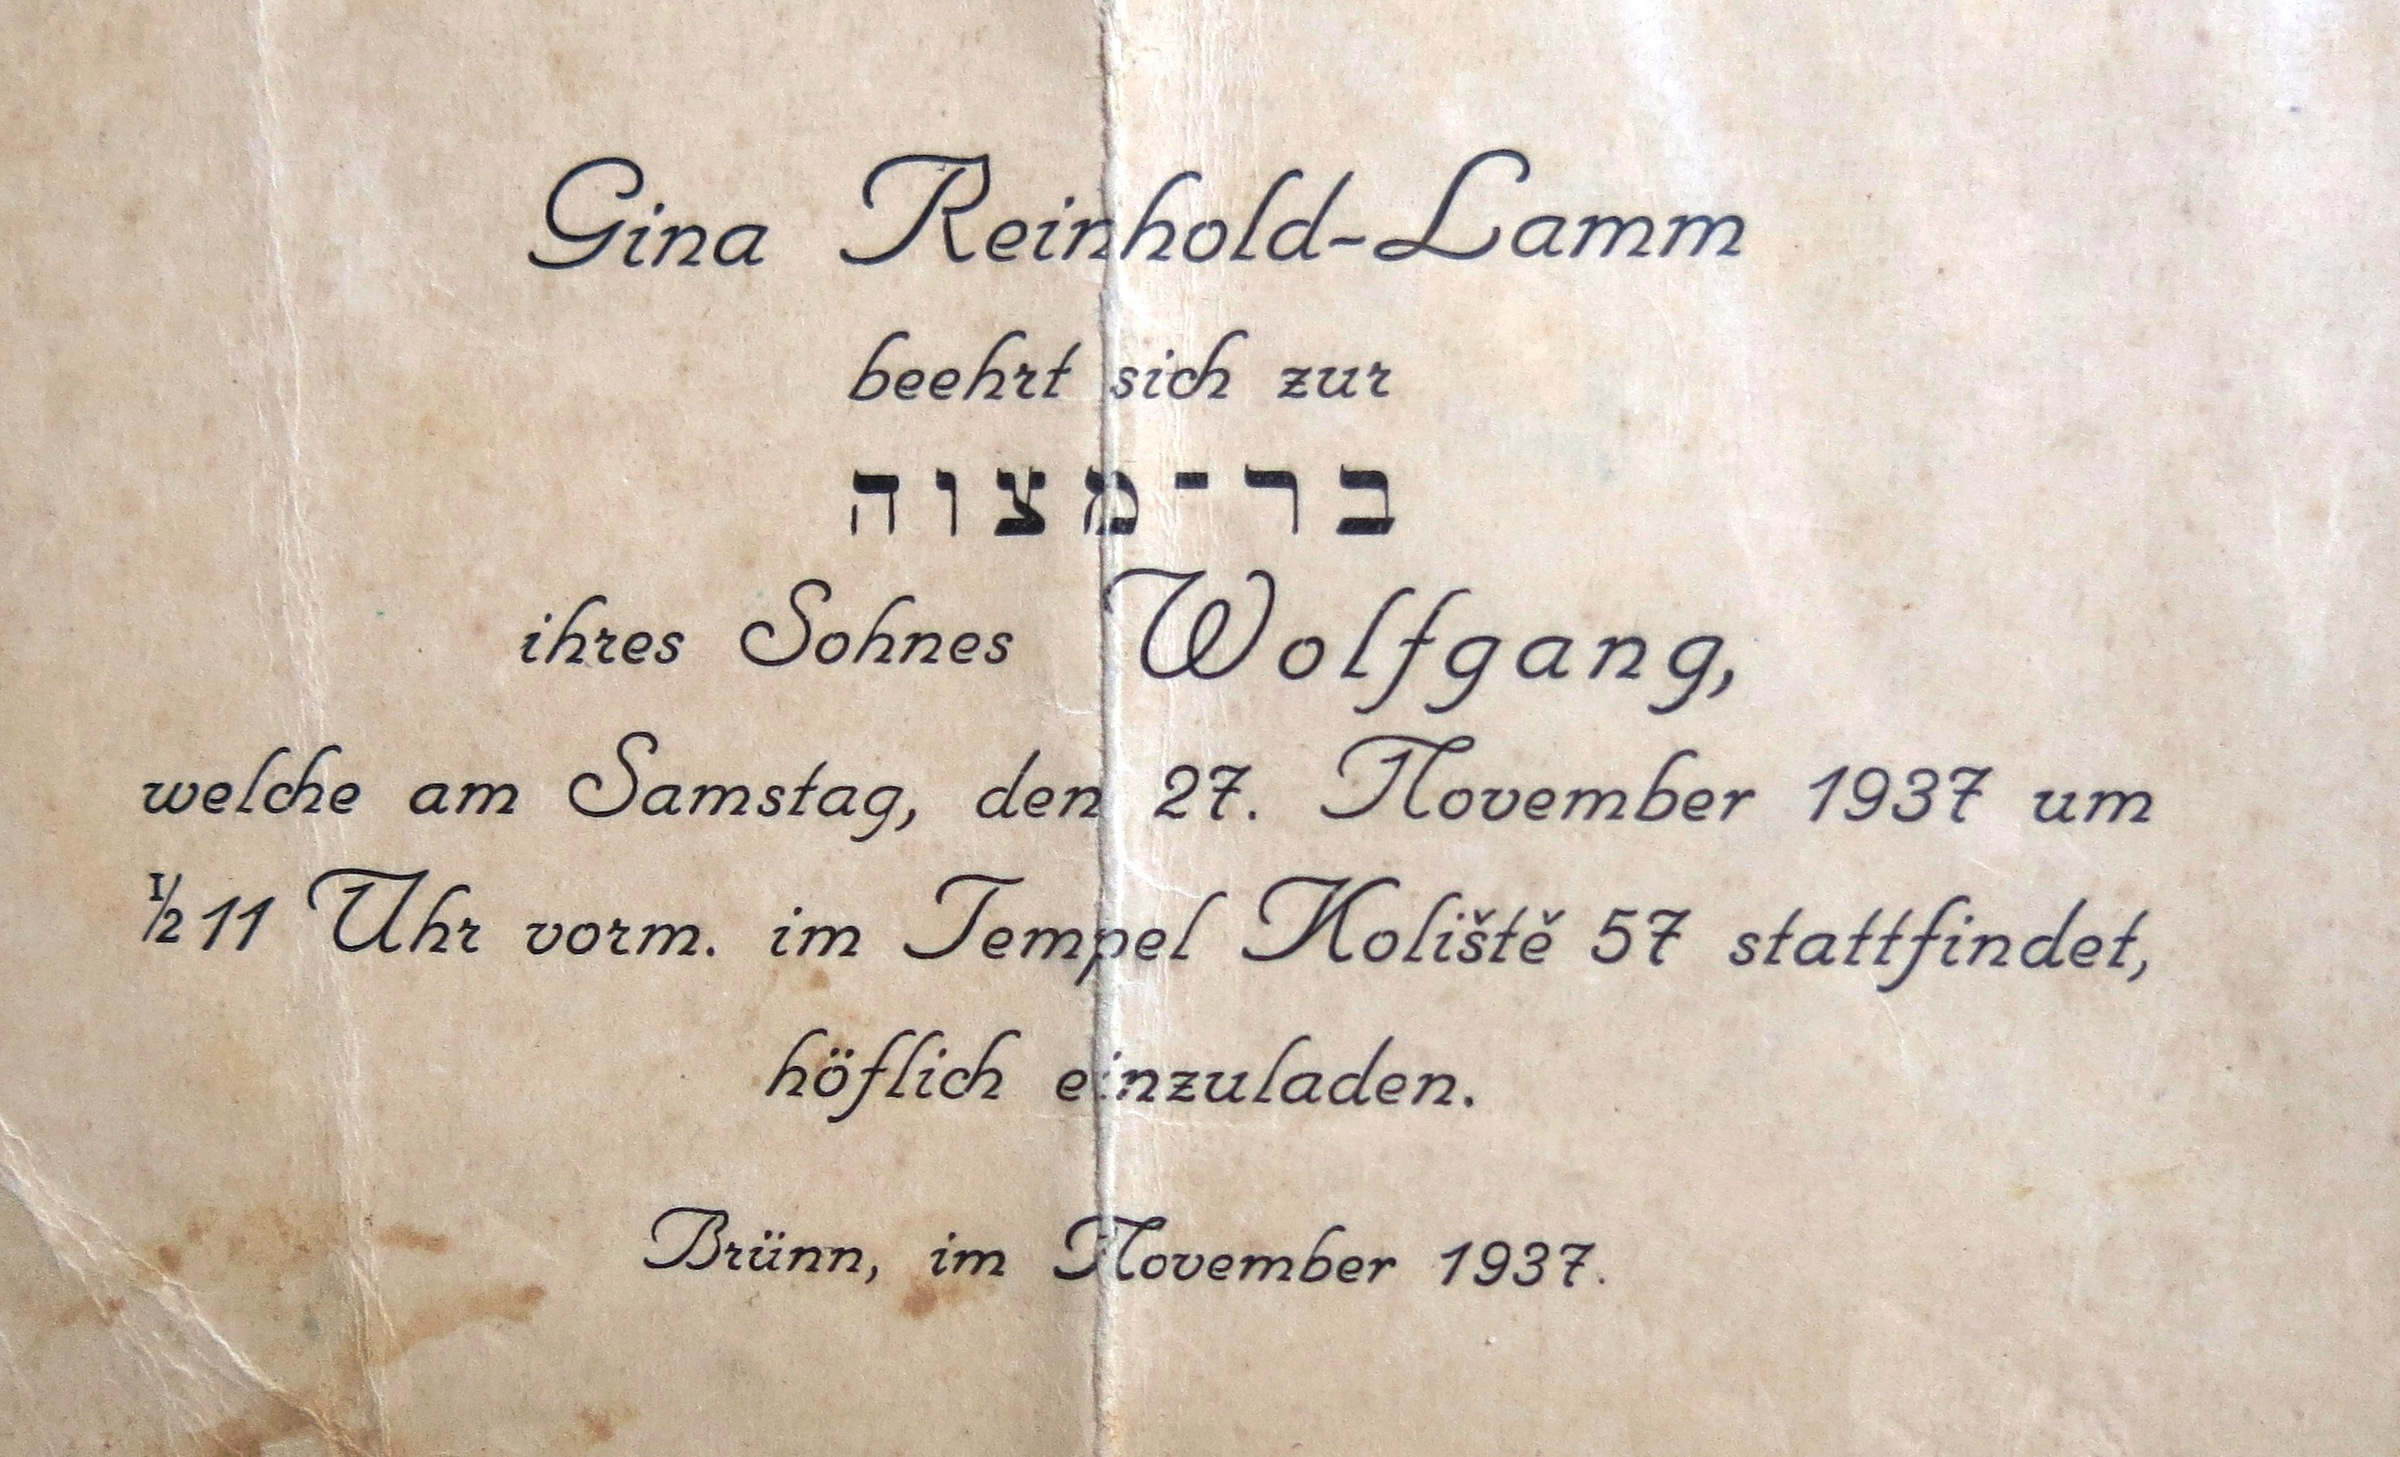 Gina Reinhold-Lamm
beehrt sich zur
בר־מצוה
ihres Sohnes Wolfgang,
welche am Samstag, den 27. November 1937 um
½11 Uhr vorm. im Tempel Koliště 57 stattfindet,
höflich einzuladen.
Brünn, im November 1937.